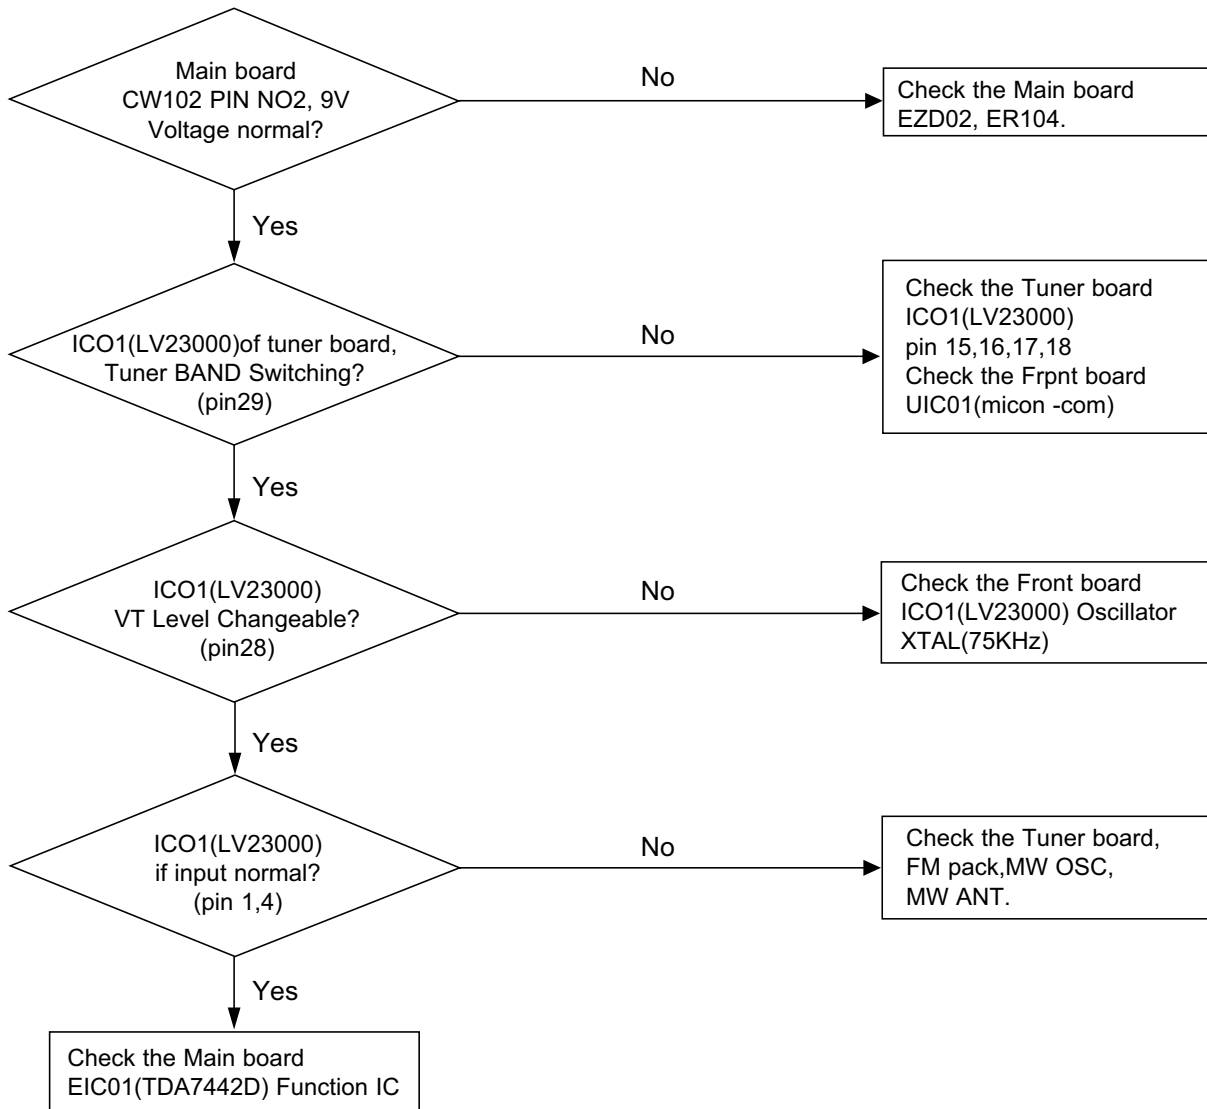 Main board
CW102 PIN NO2, 9V
Voltage normal?
No
Check the Main board
EZD02, ER104.
Yes
ICO1(LV23000)of tuner board,
Tuner BAND Switching?
(pin29)
No
Check the Tuner board
ICO1(LV23000)
pin 15,16,17,18
Check the Frpnt board
UIC01(micon -com)
Yes
ICO1(LV23000)
VT Level Changeable?
(pin28)
No
Check the Front board
ICO1(LV23000) Oscillator
XTAL(75KHz)
Yes
ICO1(LV23000)
if input normal?
(pin 1,4)
No
Check the Tuner board,
FM pack,MW OSC,
MW ANT.
Yes
Check the Main board
EIC01(TDA7442D) Function IC